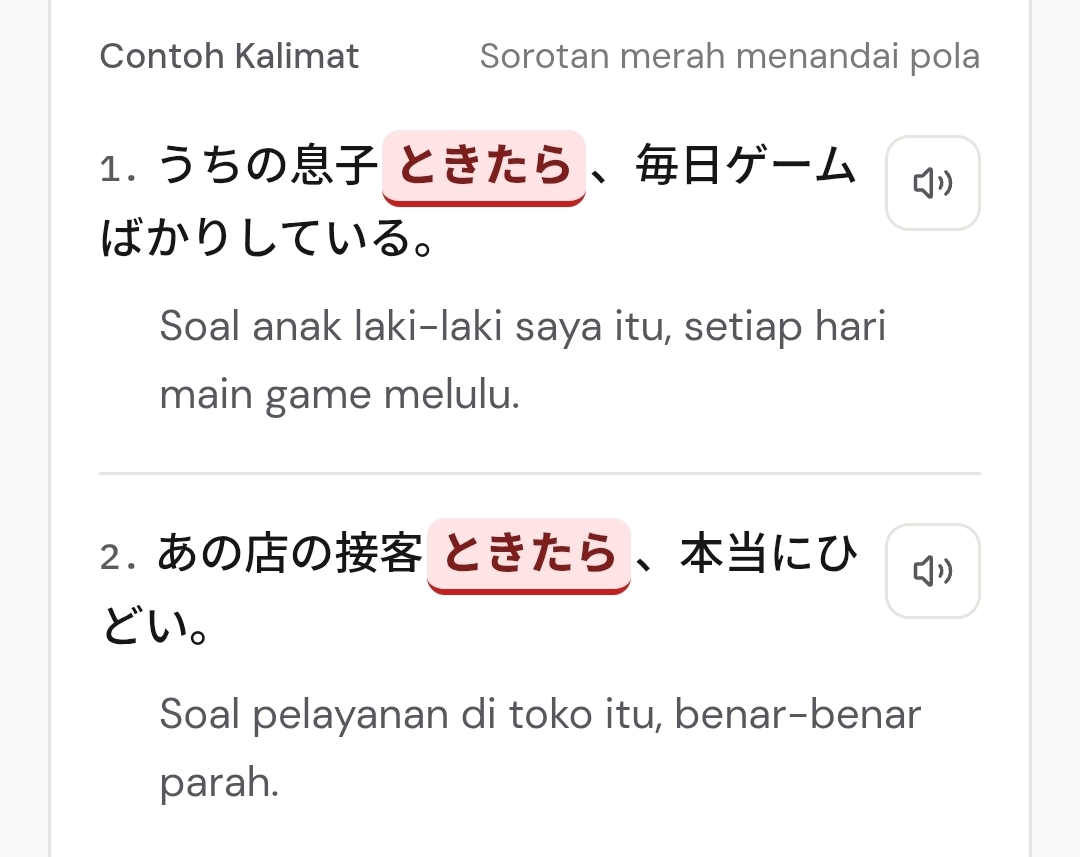 Contoh Kalimat
Sorotan merah menandai pola
1. うちの息子ときたら、毎日ゲーム
ばかりしている。
Soal anak laki-laki saya itu, setiap hari
main game melulu.
2. あの店の接客ときたら、本当にひ
どい。
Soal pelayanan di toko itu, benar-benar
parah.